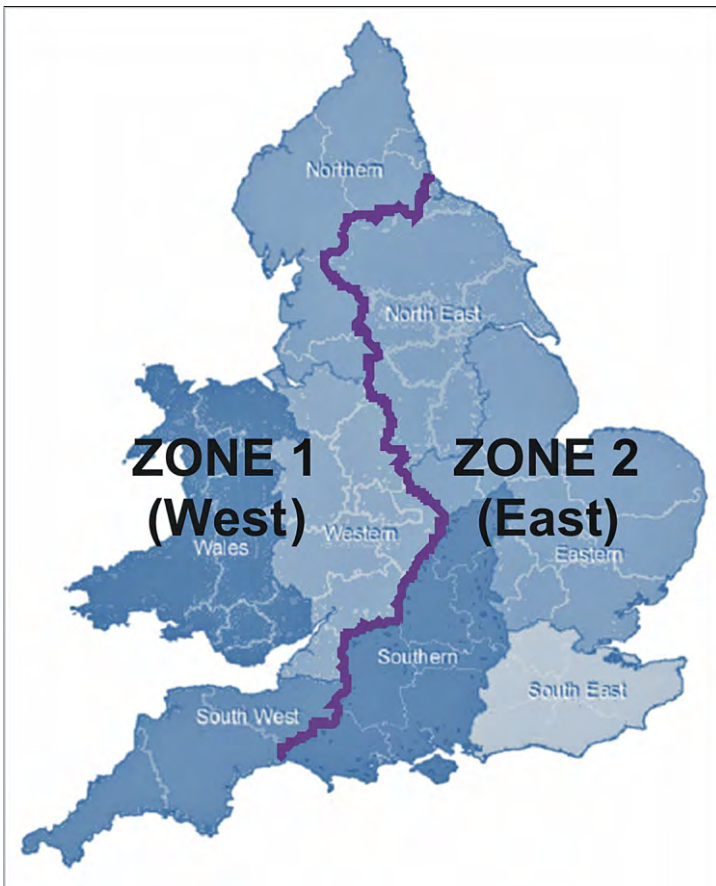 Northern
North East
ZONE 1
(West)
ZONE 2
(East)
Wales
Western
Eastern
Southern
South East
South West